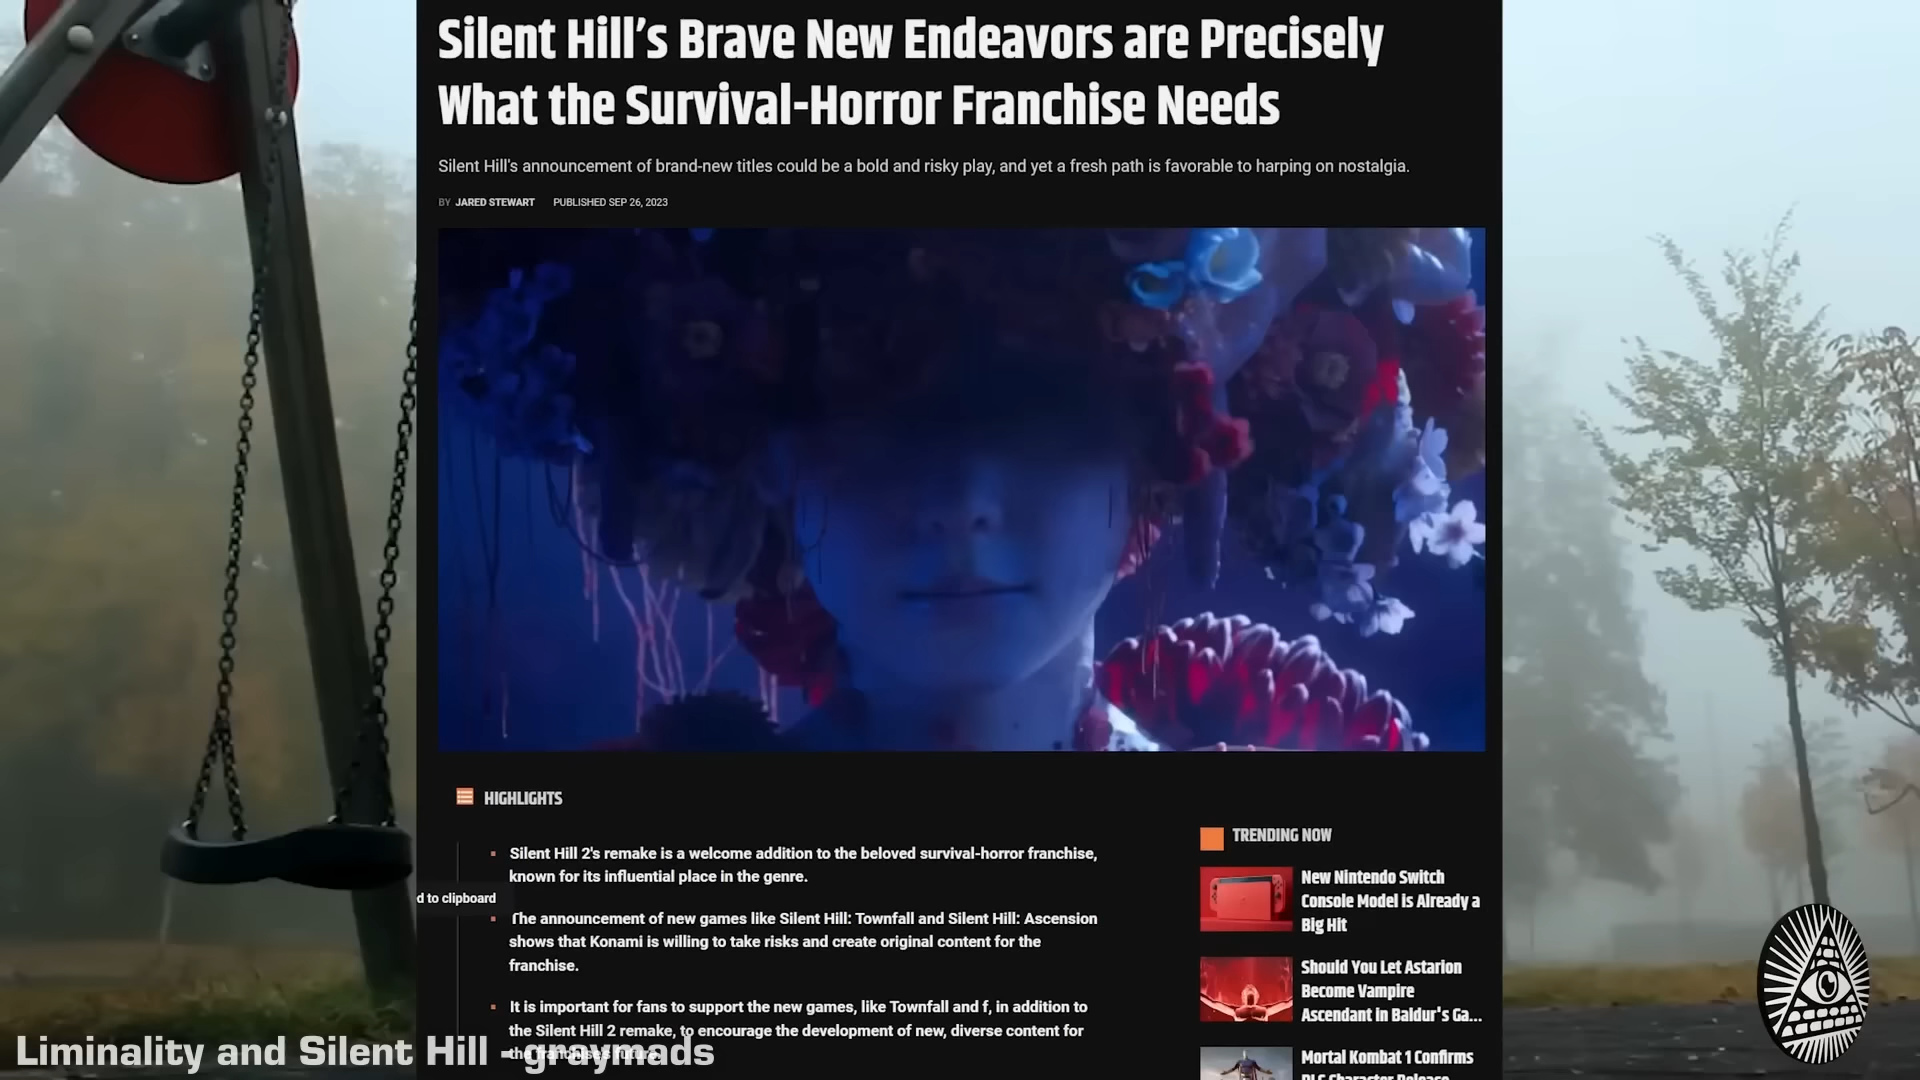 Silent Hill’s Brave New Endeavors are Precisely
What the Survival-Horror Franchise Needs
Silent Hill's announcement of brand-new titles could be a bold and risky play, and yet a fresh path is favorable to harping on nostalgia.
BY JARED STEWART PUBLISHED SEP 26, 2023
HIGHLIGHTS
Silent Hill 2's remake is a welcome addition to the beloved survival-horror franchise,
known for its influential place in the genre.
d to clipboard
The announcement of new games like Silent Hill: Townfall and Silent Hill: Ascension
shows that Konami is willing to take risks and create original content for the
franchise.
It is important for fans to support the new games, like Townfall and f, in addition to
the Silent Hill 2 remake, to encourage the development of new, diverse content for
the franchise's future.
TRENDING NOW
New Nintendo Switch
Console Model is Already a
Big Hit
Should You Let Astarion
Become Vampire
Ascendant in Baldur's Ga...
Mortal Kombat 1 Confirms
DLC Character Release
Liminality and Silent Hill - graymads